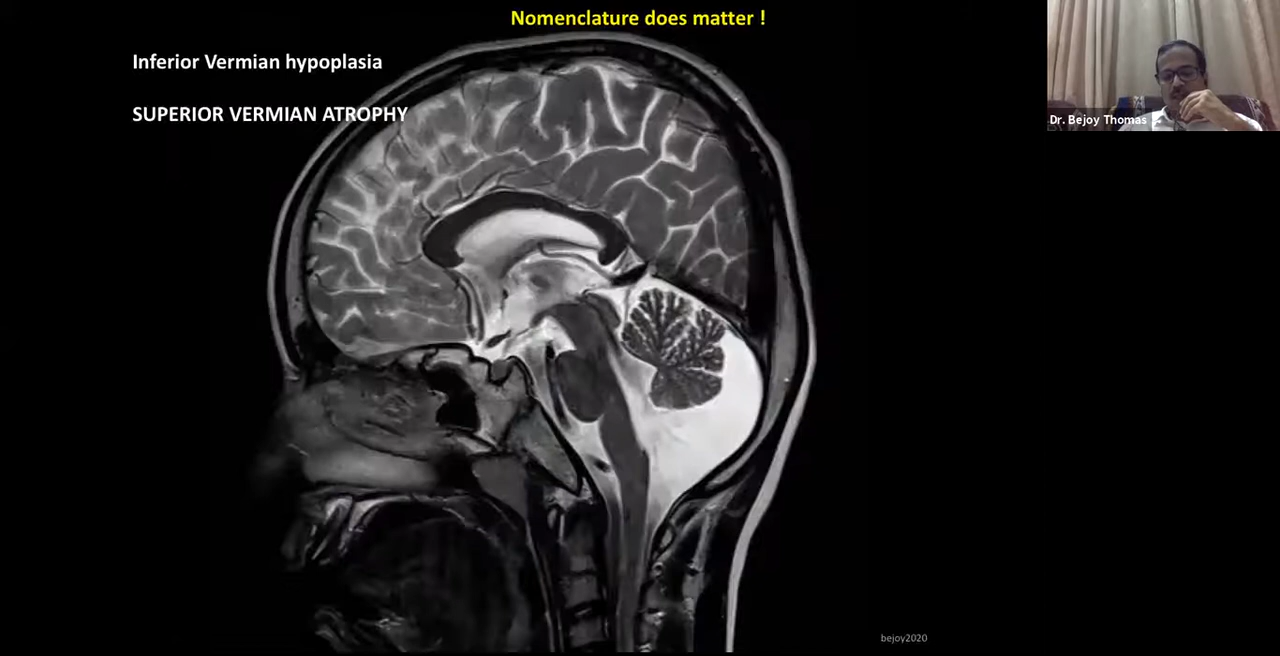 Nomenclature does matter !
Inferior Vermian hypoplasia
SUPERIOR VERMIAN ATROPHY
Dr. Bejoy Thomas
bejoy2020